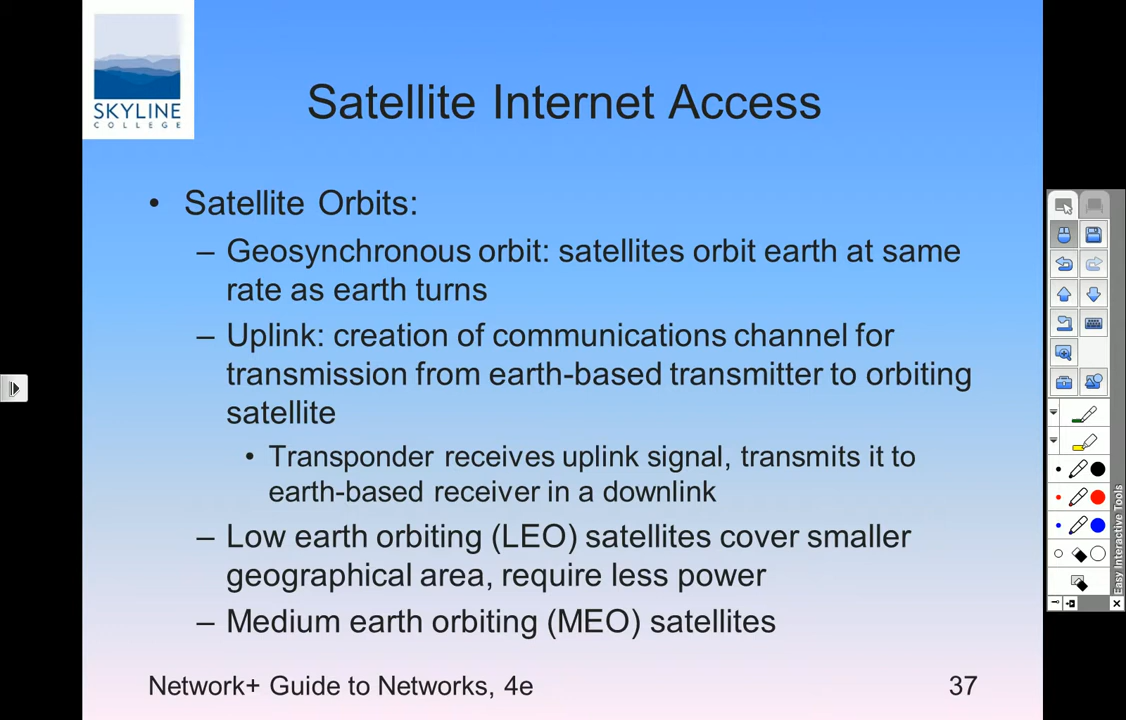 SKYLINE
COLLEGE
Satellite Internet Access
• Satellite Orbits:
– Geosynchronous orbit: satellites orbit earth at same
rate as earth turns
– Uplink: creation of communications channel for
transmission from earth-based transmitter to orbiting
satellite
• Transponder receives uplink signal, transmits it to
earth-based receiver in a downlink
– Low earth orbiting (LEO) satellites cover smaller
geographical area, require less power
– Medium earth orbiting (MEO) satellites
Network+ Guide to Networks, 4e
37
Easy Interactive Tools